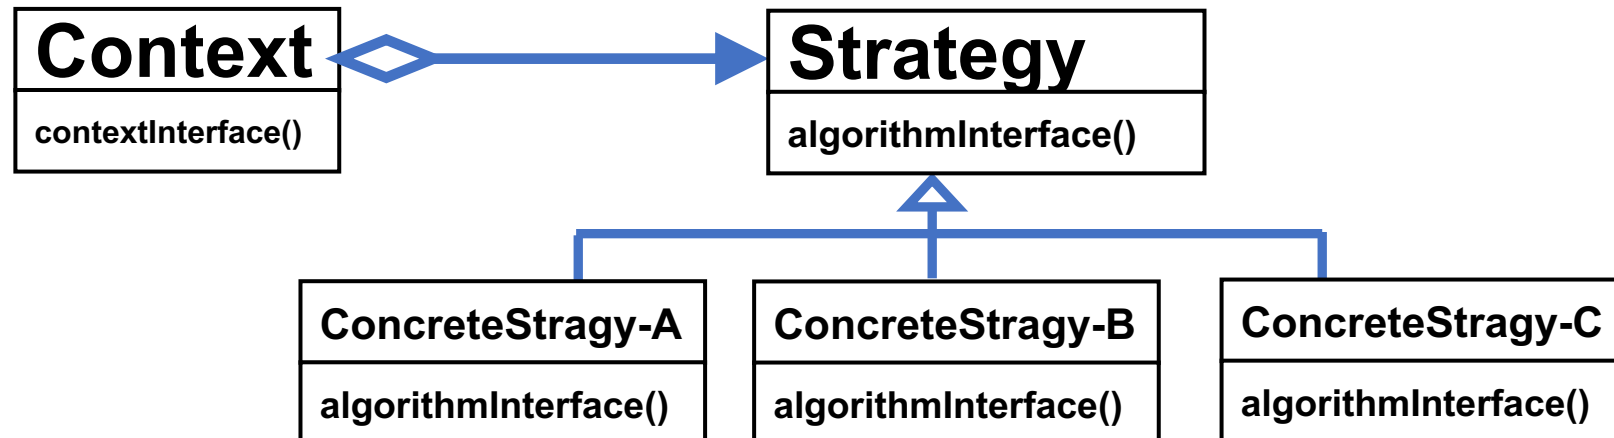 Context
contextInterface()
Strategy
algorithmInterface()
ConcreteStragy-A
algorithmInterface()
ConcreteStragy-B
algorithmInterface()
ConcreteStragy-C
algorithmInterface()